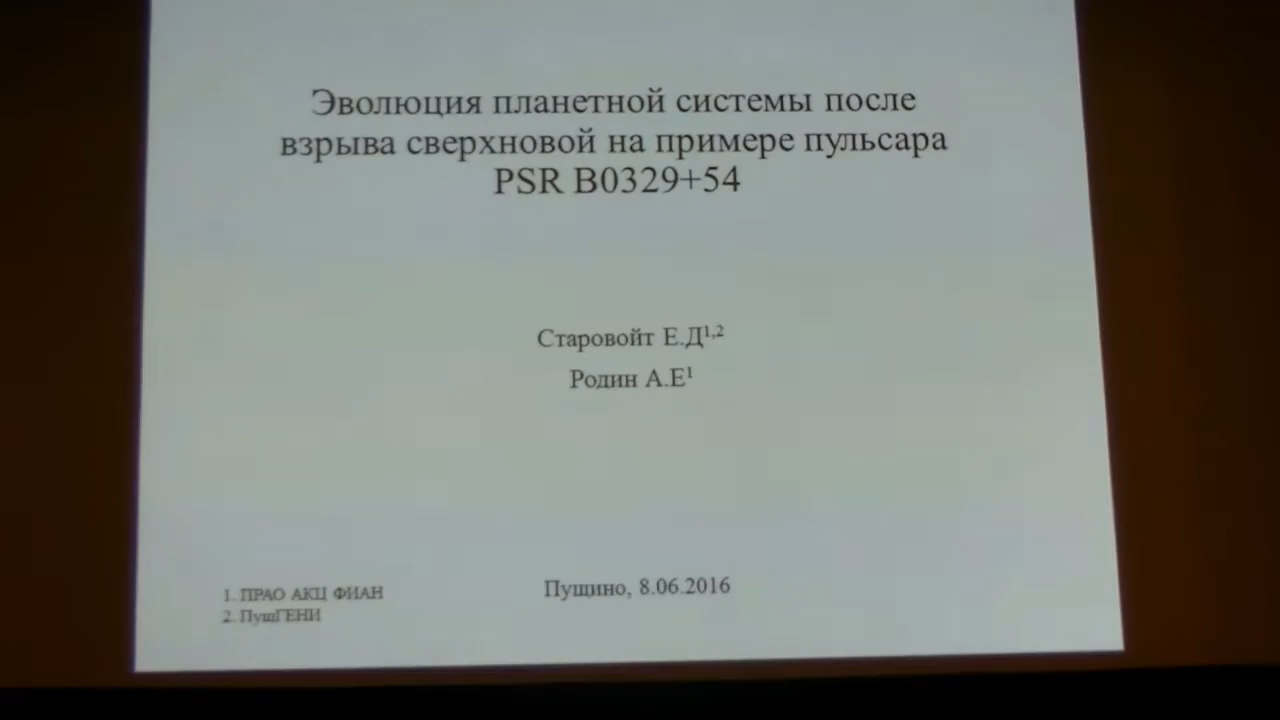 Эволюция планетной системы после
взрыва сверхновой на примере пульсара
PSR B0329+54
Старовойт Е.Д¹,²
Родин А.Е¹
1. ПРАО АКЦ ФИАН
2. ПушГЕНИ
Пущино, 8.06.2016